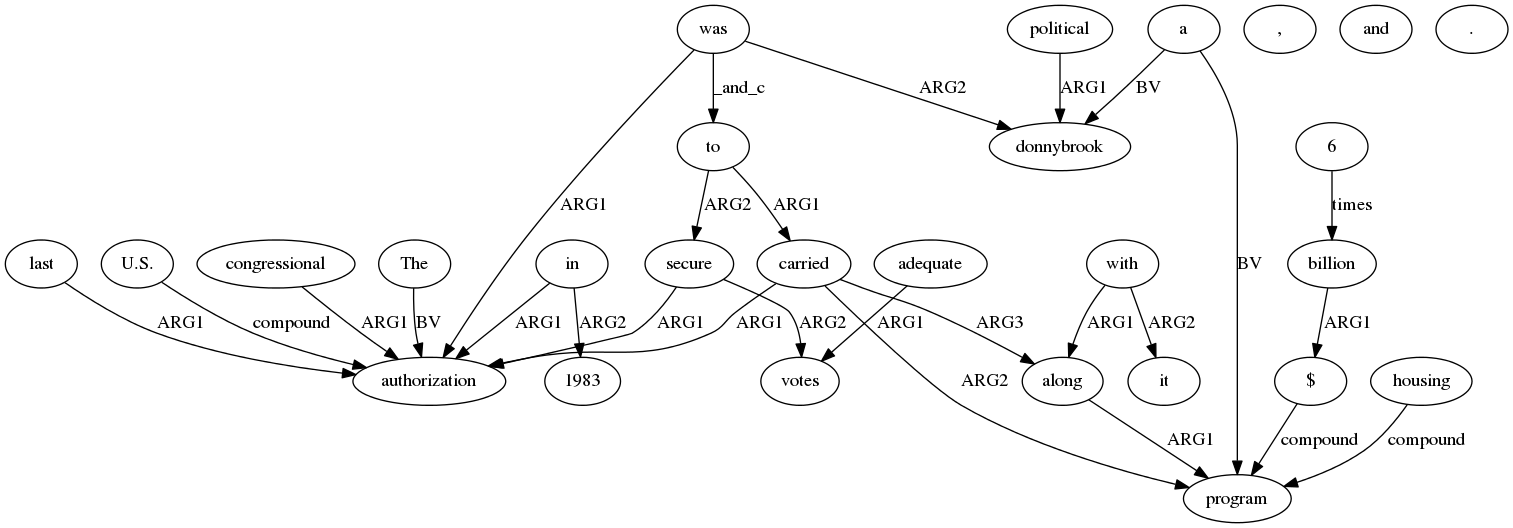 was political a , and .
_and_c ARG2 ARG1 BV
to donnybrook 6
ARG1 ARG2 ARG1 times
last U.S. congressional The in secure carried adequate with BV billion
ARG1 compound ARG1 BV ARG1 ARG2 ARG1 ARG1 ARG2 ARG1 ARG3 ARG1 ARG2 ARG1
authorization 1983 votes along it $ housing
ARG2 ARG1 compound compound
program